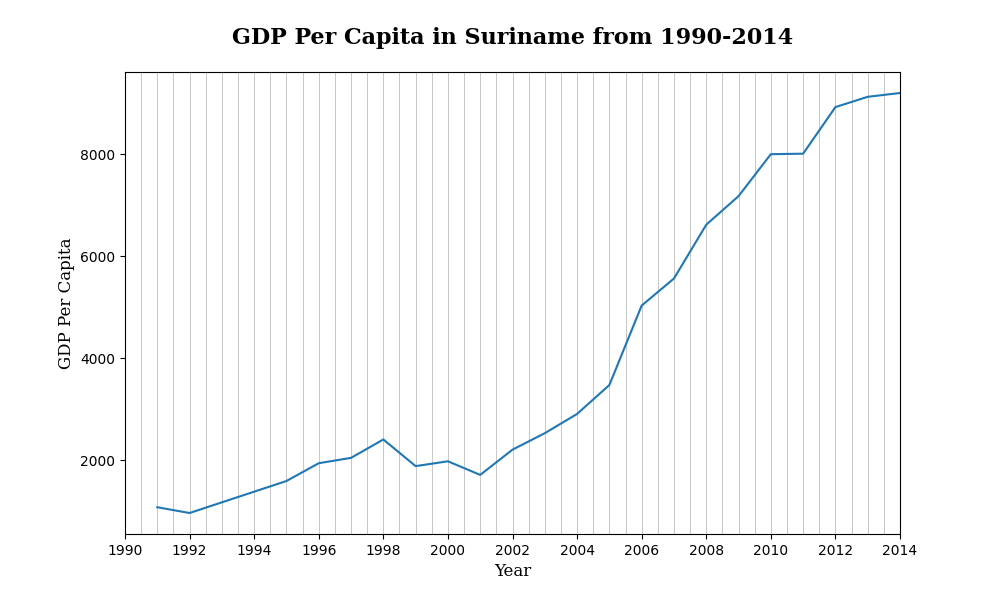 GDP Per Capita in Suriname from 1990-2014
GDP Per Capita
8000
6000
4000
2000
1990 1992 1994 1996 1998 2000 2002 2004 2006 2008 2010 2012 2014
Year